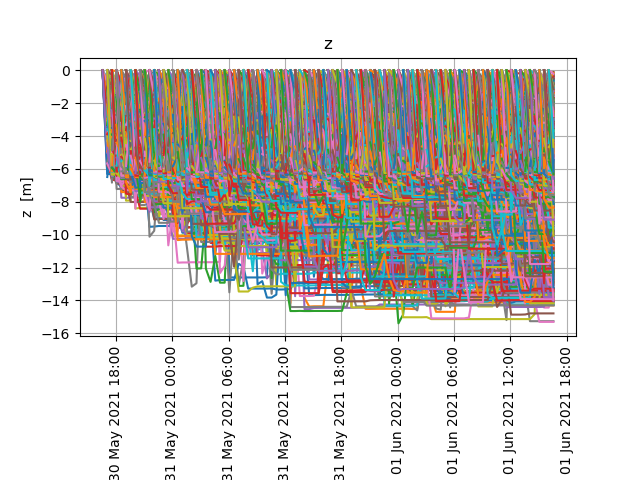 z
z [m]
0
−2
−4
−6
−8
−10
−12
−14
−16
30 May 2021 18:00
31 May 2021 00:00
31 May 2021 06:00
31 May 2021 12:00
31 May 2021 18:00
01 Jun 2021 00:00
01 Jun 2021 06:00
01 Jun 2021 12:00
01 Jun 2021 18:00